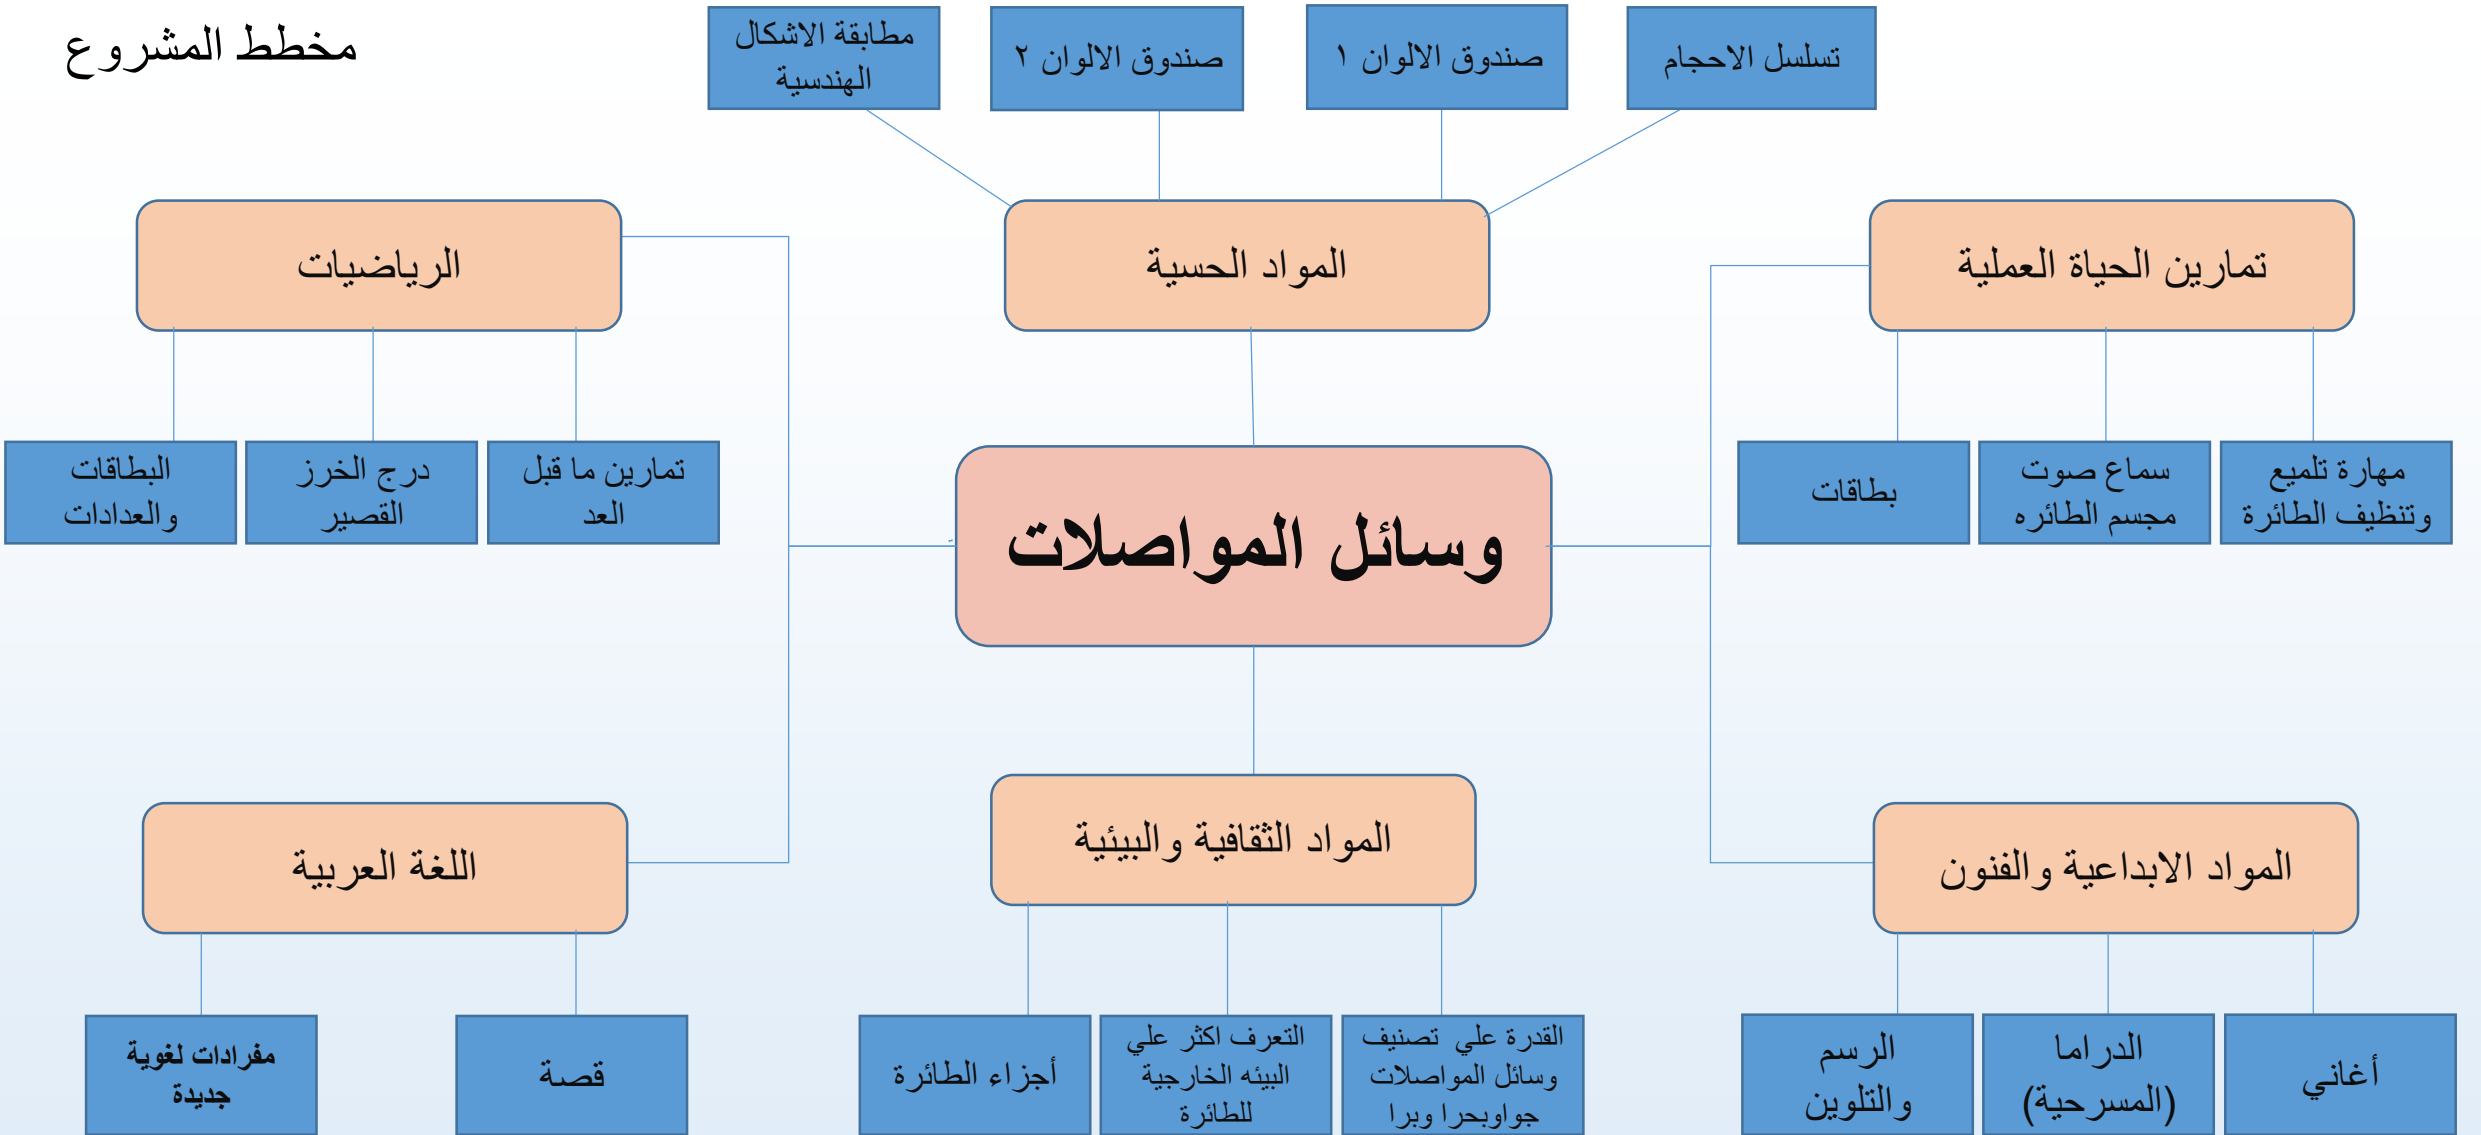 مخطط المشروع
تسلسل الاحجام
صندوق الالوان ١
صندوق الالوان ٢
مطابقة الاشكال
الهندسية
تمارين الحياة العملية
المواد الحسية
الرياضيات
مهارة تلميع
وتنظيف الطائرة
سماع صوت
مجسم الطائره
بطاقات
وسائل المواصلات
تمارين ما قبل
العد
درج الخرز
القصير
البطاقات
والعدادات
المواد الابداعية والفنون
المواد الثقافية والبيئية
اللغة العربية
أغاني
الدراما
(المسرحية)
الرسم
والتلوين
القدرة علي تصنيف
وسائل المواصلات
جواوبحرا وبرا
التعرف اكثر علي
البيئه الخارجية
للطائرة
أجزاء الطائرة
قصة
مفرادات لغوية
جديدة